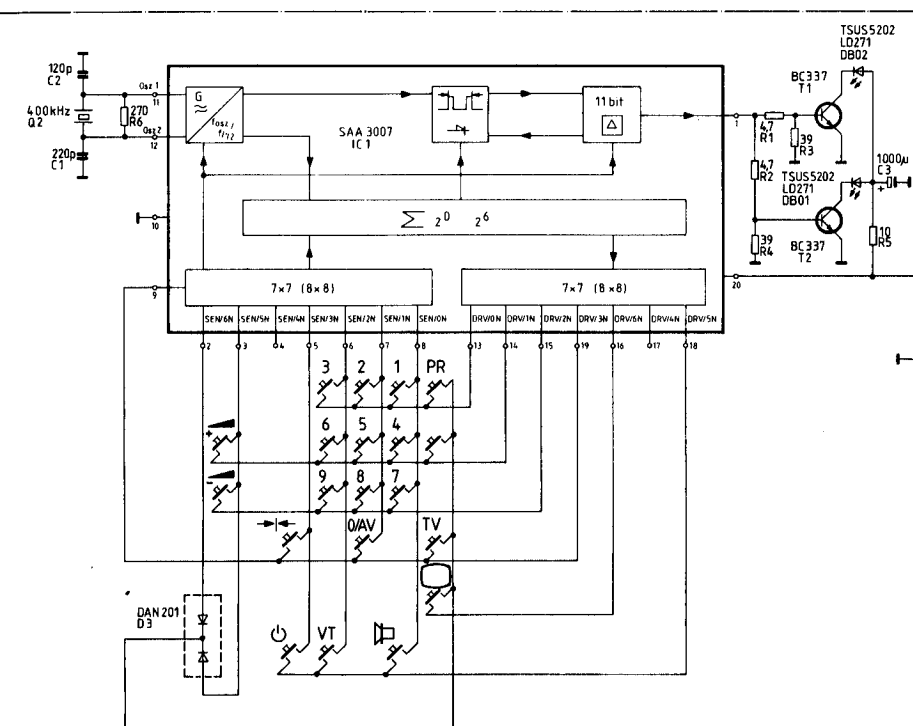 TSUS5202
LD271
DB02
120p
C2
Osz 1
11
G
11 bit
BC337
T1
400kHz
Q2
270
R6
fosz /
f/72
SAA 3007
IC 1
1
4,7
R1
39
R3
Osz 2
12
220p
C1
4,7
R2
TSUS5202
LD271
DB01
1000µ
C3
+
10
Σ 2⁰ 2⁶
39
R4
BC337
T2
10
R5
9
7×7 (8×8)
7×7 (8×8)
20
SEN/6N
SEN/5N
SEN/4N
SEN/3N
SEN/2N
SEN/1N
SEN/0N
DRV/0N
DRV/1N
DRV/2N
DRV/3N
DRV/6N
DRV/4N
DRV/5N
2
3
4
5
6
7
8
13
14
15
19
16
17
18
3
2
1
PR
+
6
5
4
-
9
8
7
0/AV
TV
DAN 201
D3
VT